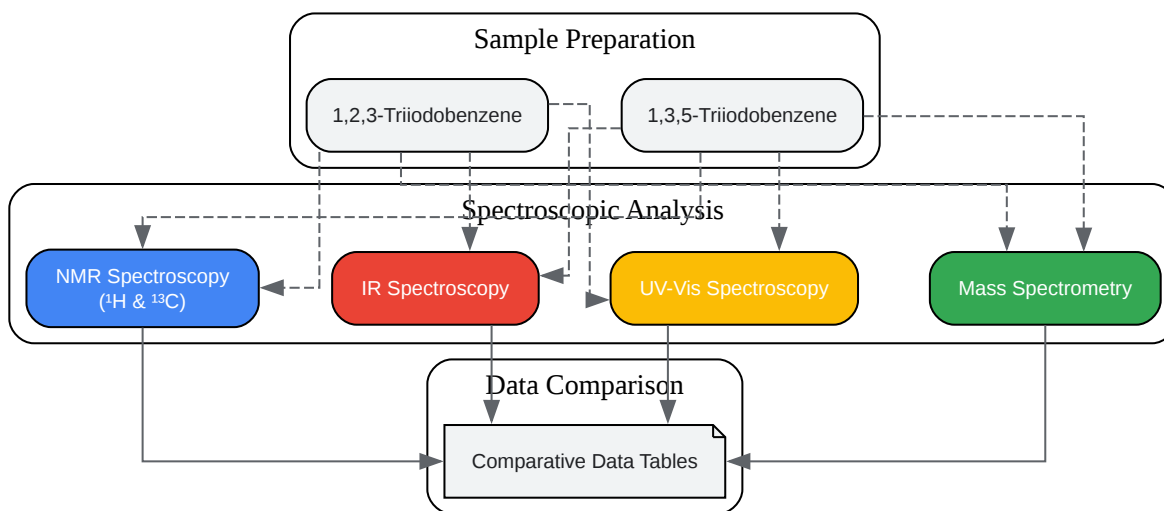 Sample Preparation
1,2,3-Triiodobenzene
1,3,5-Triiodobenzene
Spectroscopic Analysis
NMR Spectroscopy
(¹H & ¹³C)
IR Spectroscopy
UV-Vis Spectroscopy
Mass Spectrometry
Data Comparison
Comparative Data Tables